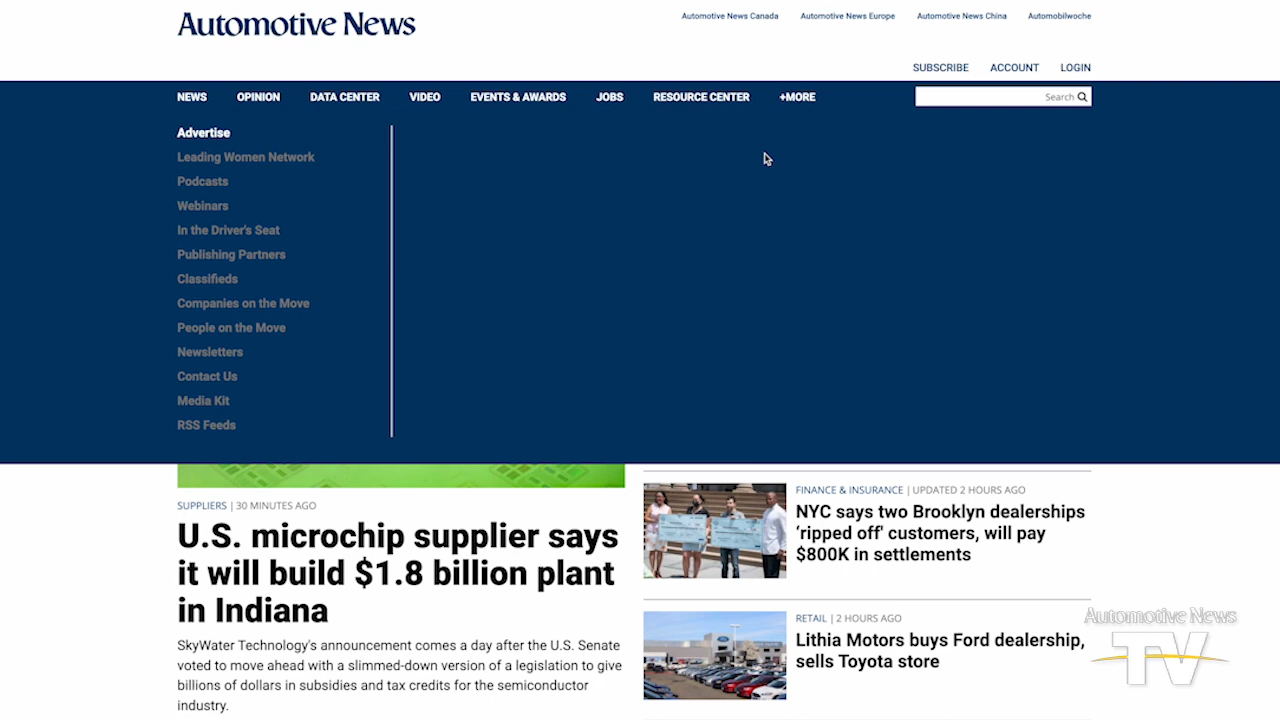 Automotive News
Automotive News Canada
Automotive News Europe
Automotive News China
Automobilwoche
SUBSCRIBE
ACCOUNT
LOGIN
NEWS
OPINION
DATA CENTER
VIDEO
EVENTS & AWARDS
JOBS
RESOURCE CENTER
+MORE
Search
Advertise
Leading Women Network
Podcasts
Webinars
In the Driver's Seat
Publishing Partners
Classifieds
Companies on the Move
People on the Move
Newsletters
Contact Us
Media Kit
RSS Feeds
SUPPLIERS | 30 MINUTES AGO
U.S. microchip supplier says
it will build $1.8 billion plant
in Indiana
SkyWater Technology's announcement comes a day after the U.S. Senate
voted to move ahead with a slimmed-down version of a legislation to give
billions of dollars in subsidies and tax credits for the semiconductor
industry.
FINANCE & INSURANCE | UPDATED 2 HOURS AGO
NYC says two Brooklyn dealerships
‘ripped off' customers, will pay
$800K in settlements
RETAIL | 2 HOURS AGO
Lithia Motors buys Ford dealership,
sells Toyota store
Automotive News
TV